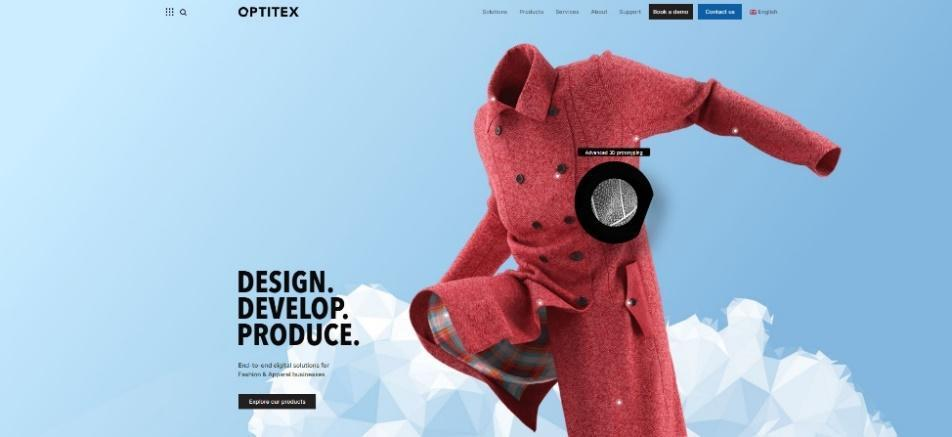 OPTITEX
Solutions Products Services About Support Book a demo Contact us English
Advanced 3D prototyping
DESIGN.
DEVELOP.
PRODUCE.
End-to-end digital solutions for
Fashion & Apparel businesses
Explore our products